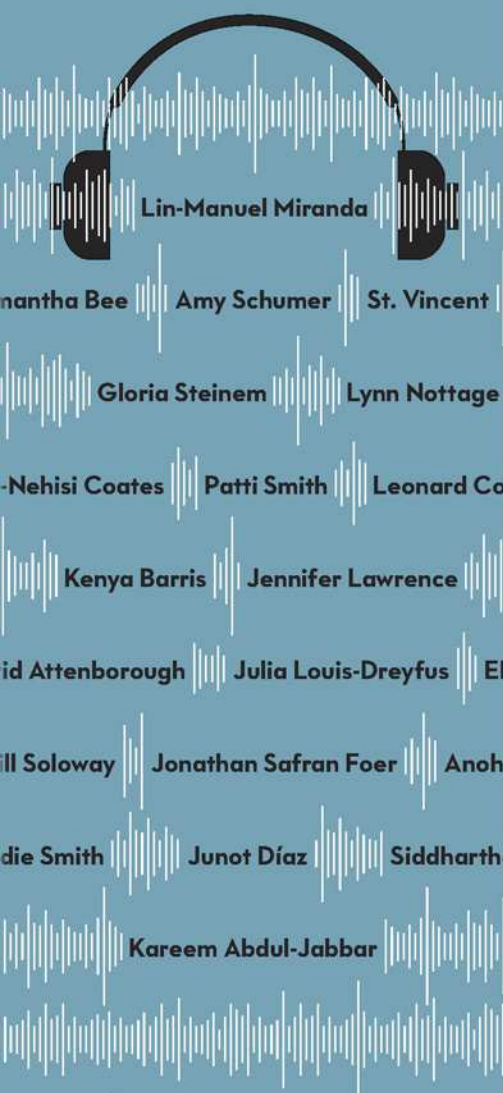 Lin-Manuel Miranda
mantha Bee Amy Schumer St. Vincent
Gloria Steinem Lynn Nottage
-Nehisi Coates Patti Smith Leonard Co
Kenya Barris Jennifer Lawrence
id Attenborough Julia Louis-Dreyfus El
ill Soloway Jonathan Safran Foer Anoh
die Smith Junot Díaz Siddharth
Kareem Abdul-Jabbar